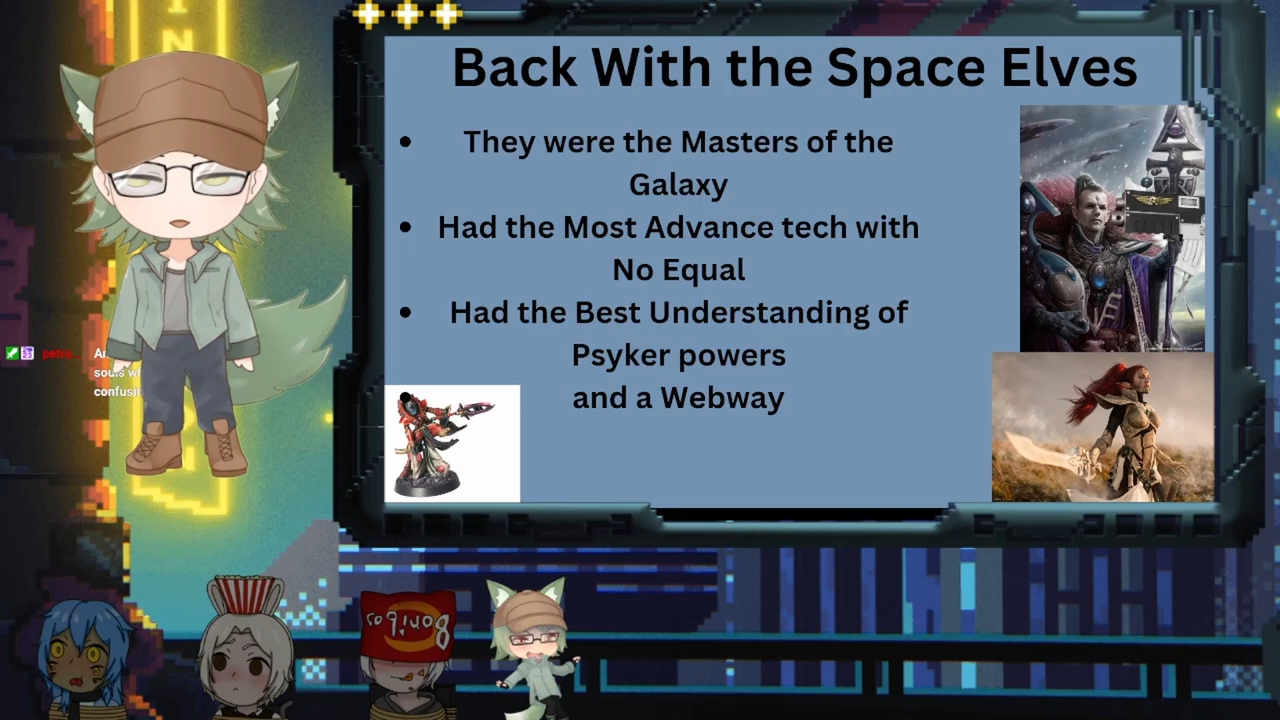 Back With the Space Elves
They were the Masters of the
Galaxy
Had the Most Advance tech with
No Equal
Had the Best Understanding of
Psyker powers
and a Webway